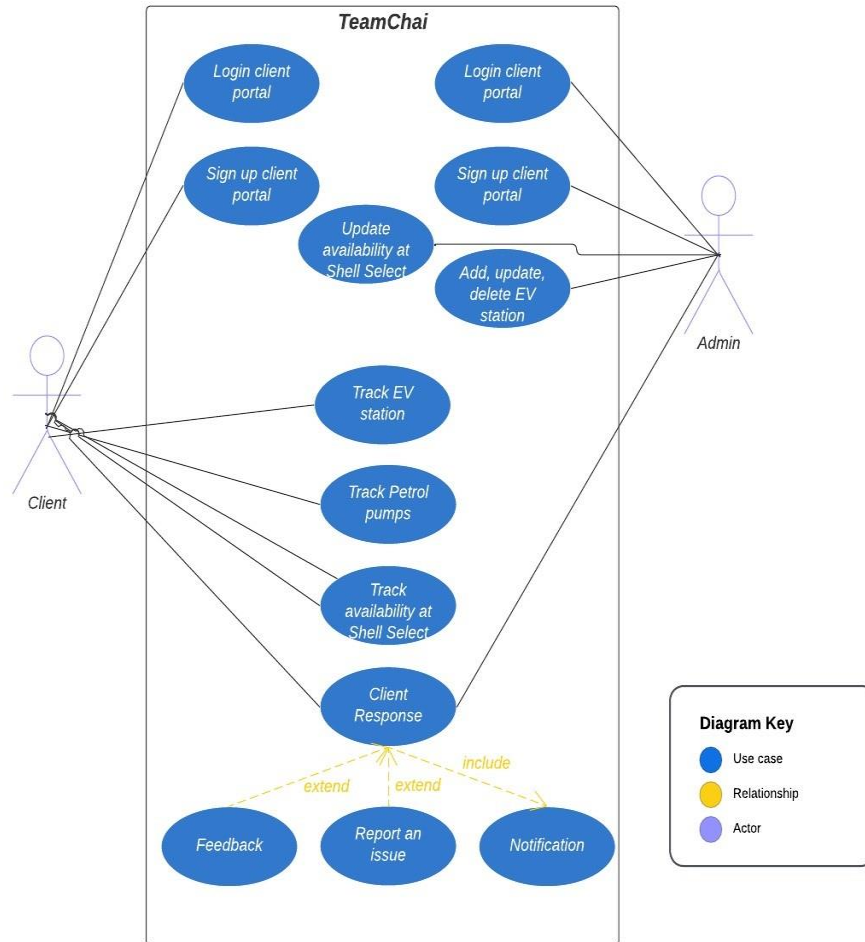 TeamChai
Login client
portal
Login client
portal
Sign up client
portal
Sign up client
portal
Update
availability at
Shell Select
Add, update,
delete EV
station
Admin
Track EV
station
Client
Track Petrol
pumps
Track
availability at
Shell Select
Client
Response
include
extend
extend
Feedback
Report an
issue
Notification
Diagram Key
Use case
Relationship
Actor